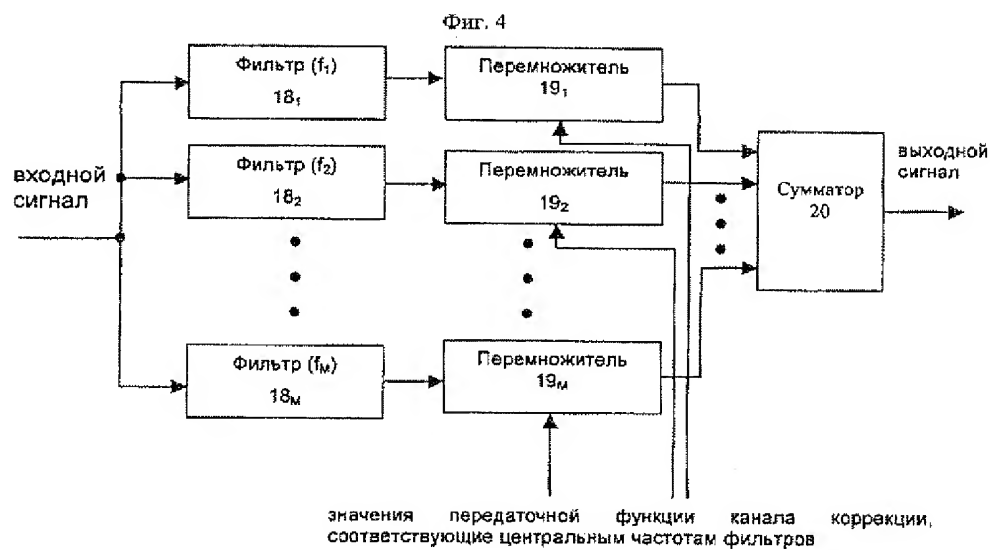 Фиг. 4
Фильтр (f₁)
18₁
Перемножитель
19₁
входной
сигнал
Фильтр (f₂)
18₂
Перемножитель
19₂
Сумматор
20
выходной
сигнал
Фильтр (fM)
18M
Перемножитель
19M
значения передаточной функции канала коррекции,
соответствующие центральным частотам фильтров